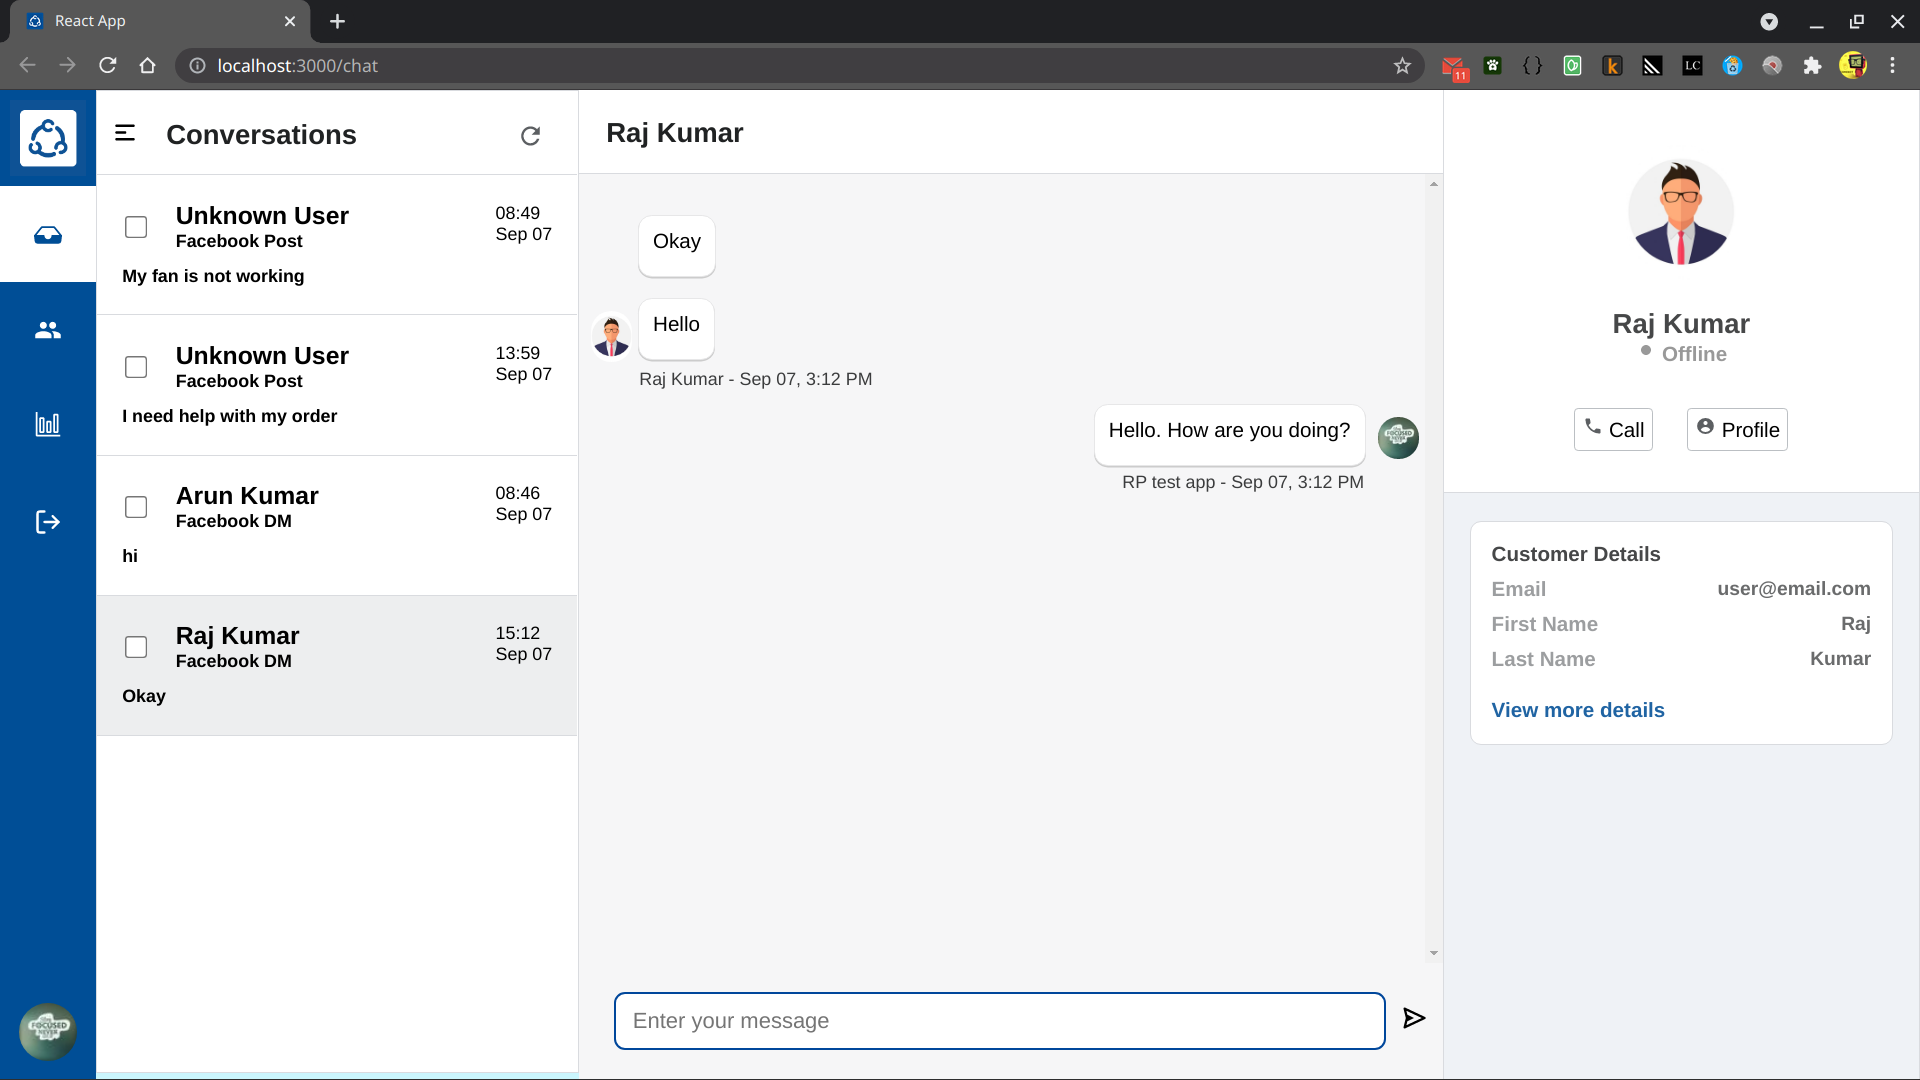 React App
localhost:3000/chat
11
LC
Conversations
Unknown User
08:49
Facebook Post
Sep 07
My fan is not working
Unknown User
13:59
Facebook Post
Sep 07
I need help with my order
Arun Kumar
08:46
Facebook DM
Sep 07
hi
Raj Kumar
15:12
Facebook DM
Sep 07
Okay
Raj Kumar
Okay
Hello
Raj Kumar - Sep 07, 3:12 PM
Hello. How are you doing?
RP test app - Sep 07, 3:12 PM
Enter your message
Raj Kumar
Offline
Call
Profile
Customer Details
Email user@email.com
First Name Raj
Last Name Kumar
View more details
FOCUSED